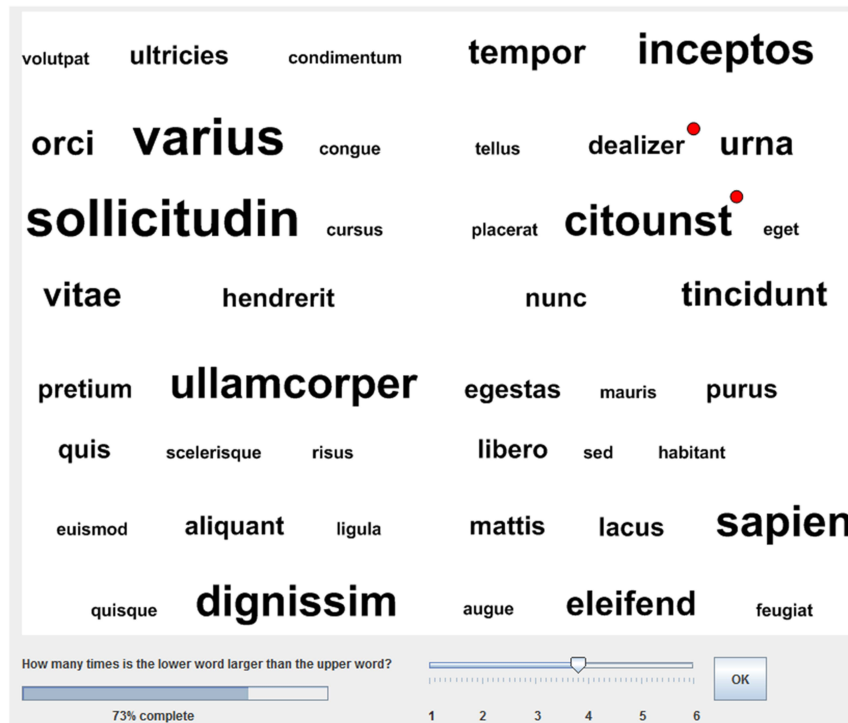 volutpat ultricies condimentum tempor inceptos
orci varius congue tellus dealizer urna
sollicitudin cursus placerat citounst eget
vitae hendrerit nunc tincidunt
pretium ullamcorper egestas mauris purus
quis scelerisque risus libero sed habitant
euismod aliquant ligula mattis lacus sapien
quisque dignissim augue eleifend feugiat
How many times is the lower word larger than the upper word?
OK
73% complete
1 2 3 4 5 6